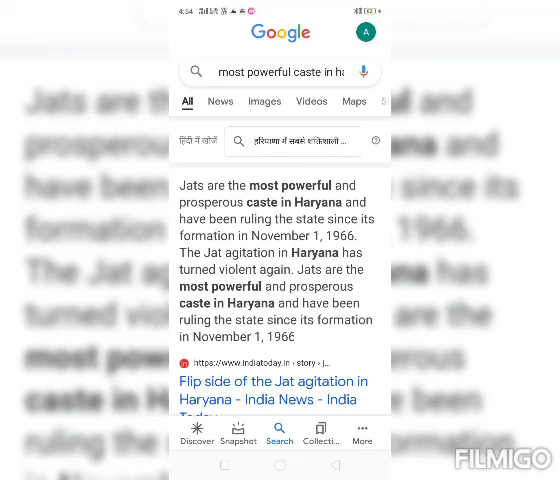 4:54
Google
A
most powerful caste in ha
All News Images Videos Maps
हिंदी में खोजें हरियाणा में सबसे शक्तिशाली ...
Jats are the most powerful and
prosperous caste in Haryana and
have been ruling the state since its
formation in November 1, 1966.
The Jat agitation in Haryana has
turned violent again. Jats are the
most powerful and prosperous
caste in Haryana and have been
ruling the state since its formation
in November 1, 1966
https://www.indiatoday.in › story › j...
Flip side of the Jat agitation in
Haryana - India News - India
Today
Discover Snapshot Search Collecti... More
FILMIGO